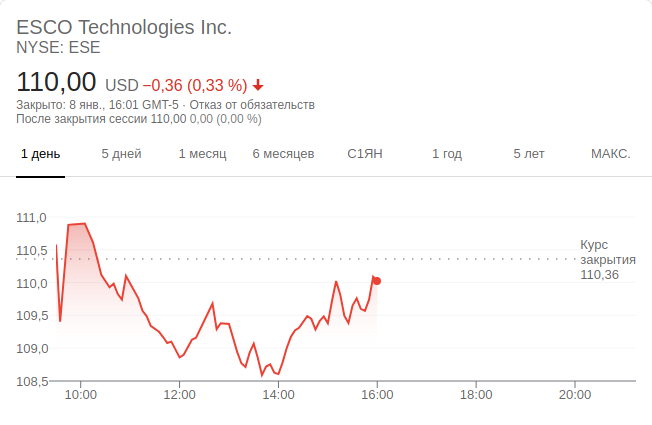 ESCO Technologies Inc.
NYSE: ESE
110,00 USD −0,36 (0,33 %)
Закрыто: 8 янв., 16:01 GMT-5 · Отказ от обязательств
После закрытия сессии 110,00 0,00 (0,00 %)
1 день 5 дней 1 месяц 6 месяцев С1ЯН 1 год 5 лет МАКС.
111,0
110,5
Курс
закрытия
110,36
110,0
109,5
109,0
108,5
10:00 12:00 14:00 16:00 18:00 20:00